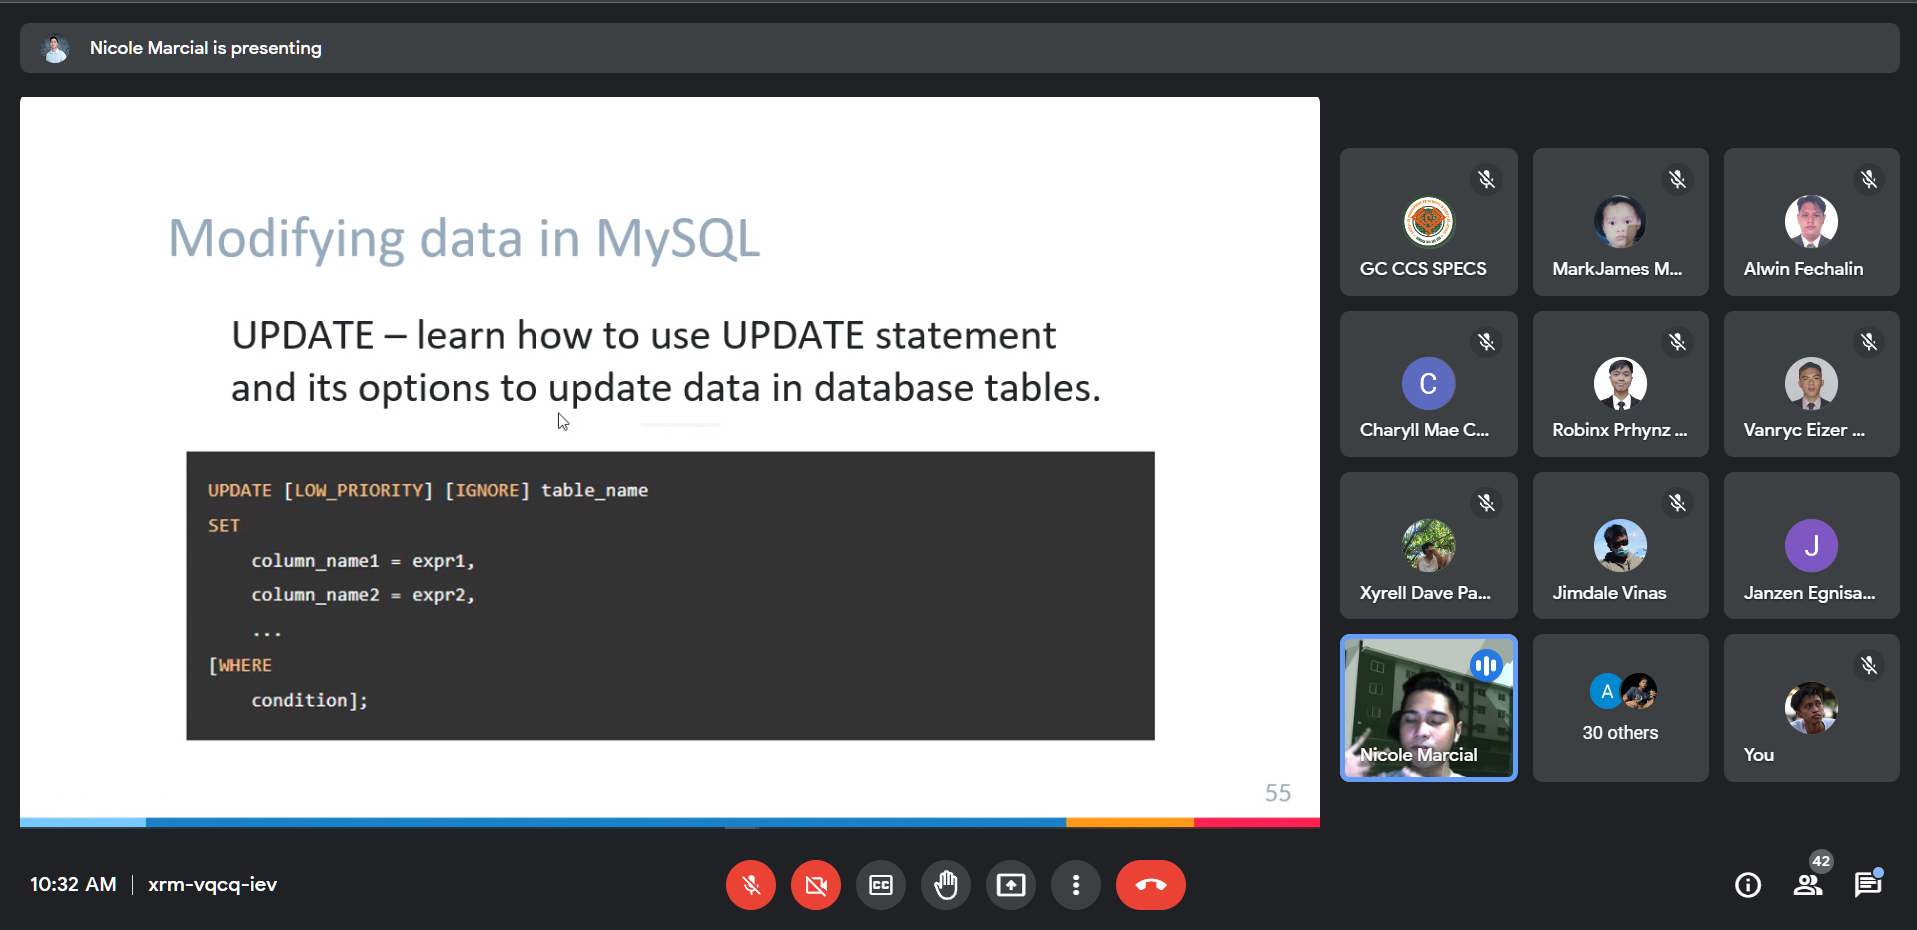 Nicole Marcial is presenting
Modifying data in MySQL
UPDATE – learn how to use UPDATE statement
and its options to update data in database tables.
UPDATE [LOW_PRIORITY] [IGNORE] table_name
SET
column_name1 = expr1,
column_name2 = expr2,
...
[WHERE
condition];
55
GC CCS SPECS
MarkJames M...
Alwin Fechalin
C
Charyll Mae C...
Robinx Prhynz ...
Vanryc Eizer ...
Xyrell Dave Pa...
Jimdale Vinas
J
Janzen Egnisa...
Nicole Marcial
A
30 others
You
10:32 AM | xrm-vqcq-iev
CC
42